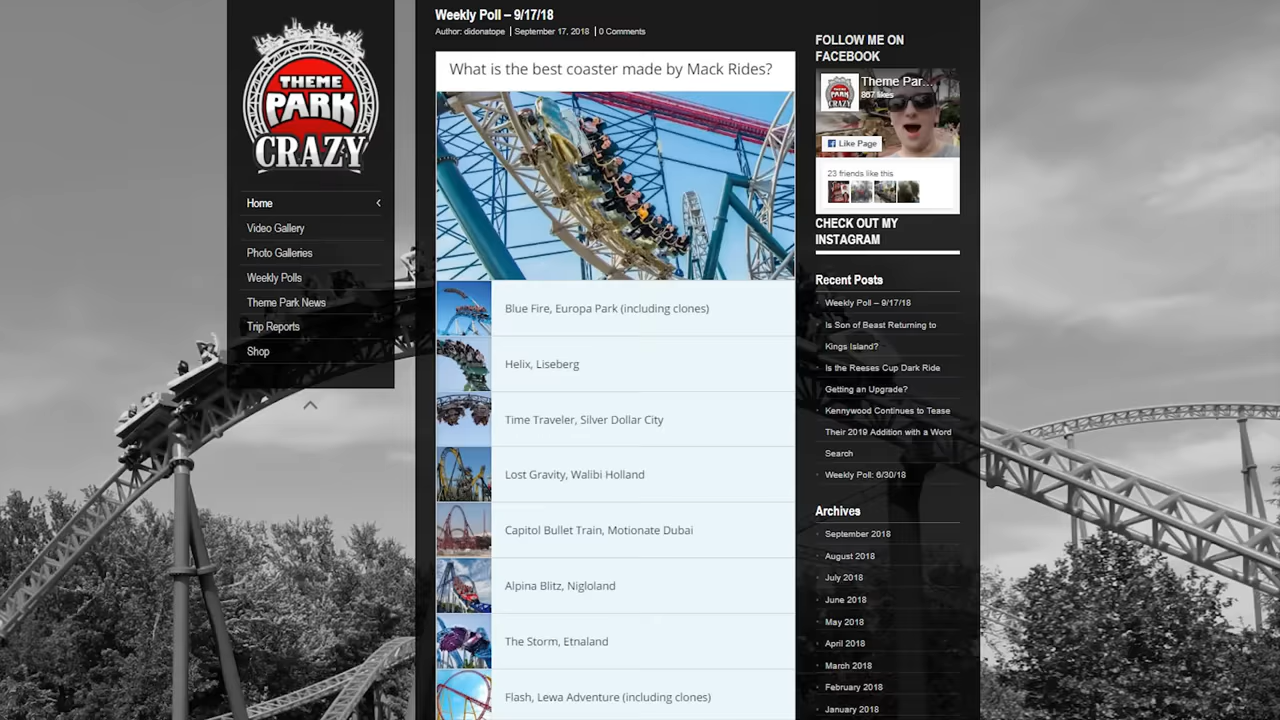 THEME
PARK
CRAZY
Home
Video Gallery
Photo Galleries
Weekly Polls
Theme Park News
Trip Reports
Shop
Weekly Poll – 9/17/18
Author: didonatope | September 17, 2018 | 0 Comments
What is the best coaster made by Mack Rides?
Blue Fire, Europa Park (including clones)
Helix, Liseberg
Time Traveler, Silver Dollar City
Lost Gravity, Walibi Holland
Capitol Bullet Train, Motionate Dubai
Alpina Blitz, Nigloland
The Storm, Etnaland
Flash, Lewa Adventure (including clones)
FOLLOW ME ON
FACEBOOK
THEME
PARK
CRAZY
Theme Par...
867 likes
Like Page
23 friends like this
CHECK OUT MY
INSTAGRAM
Recent Posts
Weekly Poll – 9/17/18
Is Son of Beast Returning to
Kings Island?
Is the Reeses Cup Dark Ride
Getting an Upgrade?
Kennywood Continues to Tease
Their 2019 Addition with a Word
Search
Weekly Poll: 6/30/18
Archives
September 2018
August 2018
July 2018
June 2018
May 2018
April 2018
March 2018
February 2018
January 2018